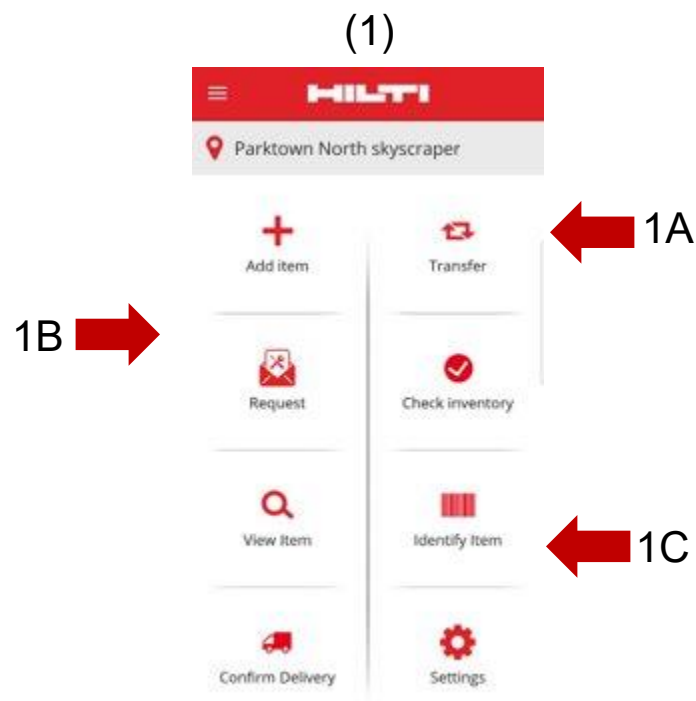 (1)
HILTI
Parktown North skyscraper
1A
Add item Transfer
1B
Request Check inventory
View Item Identify Item
1C
Confirm Delivery Settings